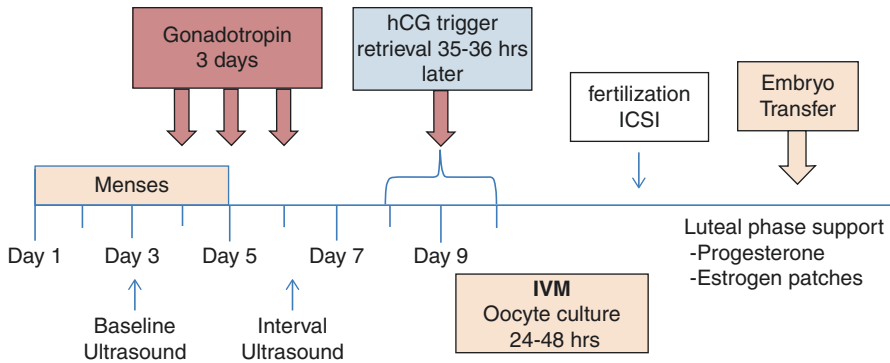 Gonadotropin
3 days
hCG trigger
retrieval 35-36 hrs
later
fertilization
ICSI
Embryo
Transfer
Menses
Day 1
Day 3
Day 5
Day 7
Day 9
Luteal phase support
-Progesterone
-Estrogen patches
Baseline
Ultrasound
Interval
Ultrasound
IVM
Oocyte culture
24-48 hrs